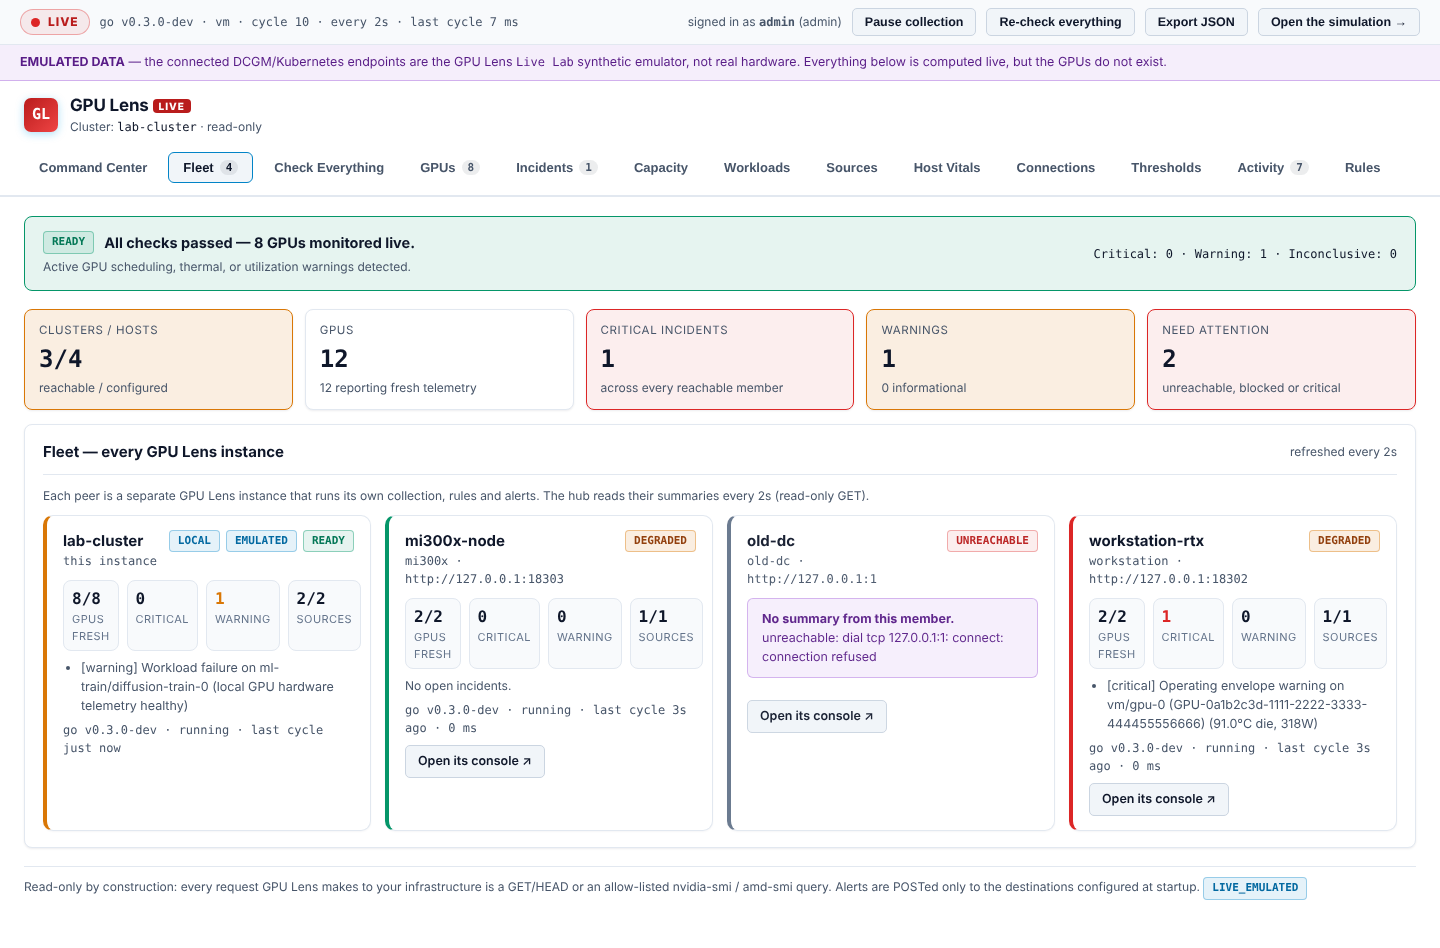 LIVE go v0.3.0-dev · vm · cycle 10 · every 2s · last cycle 7 ms signed in as admin (admin) Pause collection Re-check everything Export JSON Open the simulation →
EMULATED DATA — the connected DCGM/Kubernetes endpoints are the GPU Lens Live Lab synthetic emulator, not real hardware. Everything below is computed live, but the GPUs do not exist.
GL
GPU Lens LIVE
Cluster: lab-cluster · read-only
Command Center Fleet 4 Check Everything GPUs 8 Incidents 1 Capacity Workloads Sources Host Vitals Connections Thresholds Activity 7 Rules
READY All checks passed — 8 GPUs monitored live.
Active GPU scheduling, thermal, or utilization warnings detected.
Critical: 0 · Warning: 1 · Inconclusive: 0
CLUSTERS / HOSTS
3/4
reachable / configured
GPUS
12
12 reporting fresh telemetry
CRITICAL INCIDENTS
1
across every reachable member
WARNINGS
1
0 informational
NEED ATTENTION
2
unreachable, blocked or critical
Fleet — every GPU Lens instance
refreshed every 2s
Each peer is a separate GPU Lens instance that runs its own collection, rules and alerts. The hub reads their summaries every 2s (read-only GET).
lab-cluster LOCAL EMULATED READY
this instance
8/8 0 1 2/2
GPUS CRITICAL WARNING SOURCES
FRESH
• [warning] Workload failure on ml-
train/diffusion-train-0 (local GPU hardware
telemetry healthy)
go v0.3.0-dev · running · last cycle
just now
mi300x-node DEGRADED
mi300x ·
http://127.0.0.1:18303
2/2 0 0 1/1
GPUS CRITICAL WARNING SOURCES
FRESH
No open incidents.
go v0.3.0-dev · running · last cycle 3s
ago · 0 ms
Open its console ↗
old-dc UNREACHABLE
old-dc ·
http://127.0.0.1:1
No summary from this member.
unreachable: dial tcp 127.0.0.1:1: connect:
connection refused
Open its console ↗
workstation-rtx DEGRADED
workstation ·
http://127.0.0.1:18302
2/2 1 0 1/1
GPUS CRITICAL WARNING SOURCES
FRESH
• [critical] Operating envelope warning on
vm/gpu-0 (GPU-0a1b2c3d-1111-2222-3333-
444455556666) (91.0°C die, 318W)
go v0.3.0-dev · running · last cycle 3s
ago · 0 ms
Open its console ↗
Read-only by construction: every request GPU Lens makes to your infrastructure is a GET/HEAD or an allow-listed nvidia-smi / amd-smi query. Alerts are POSTed only to the destinations configured at startup. LIVE_EMULATED